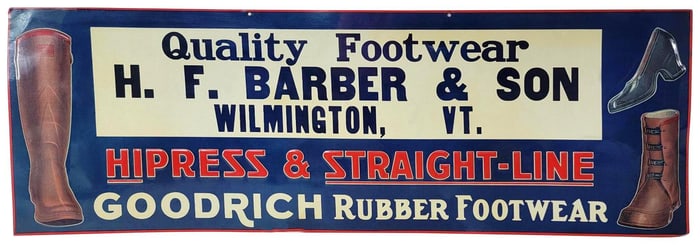 Quality Footwear
H. F. BARBER & SON
WILMINGTON, VT.
HIPRESS & STRAIGHT-LINE
GOODRICH RUBBER FOOTWEAR